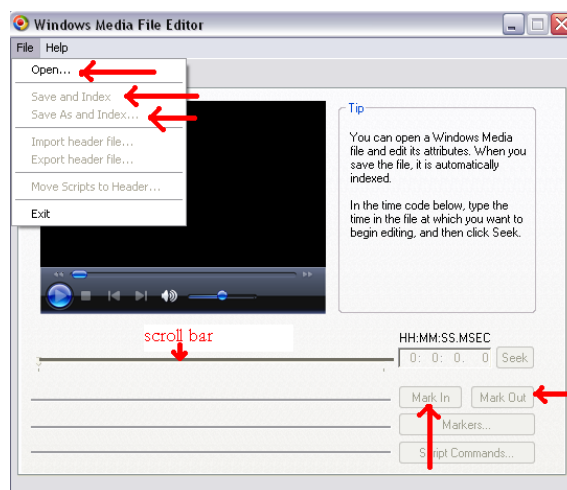 Windows Media File Editor
File Help
Open...
Save and Index
Save As and Index...
Import header file...
Export header file...
Move Scripts to Header...
Exit
Tip
You can open a Windows Media
file and edit its attributes. When you
save the file, it is automatically
indexed.
In the time code below, type the
time in the file at which you want to
begin editing, and then click Seek.
scroll bar
HH:MM:SS.MSEC
0: 0: 0. 0 Seek
Mark In Mark Out
Markers...
Script Commands...